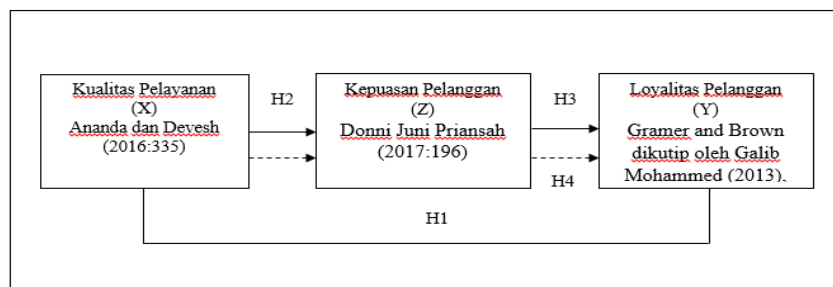 Kualitas Pelayanan
(X)
Ananda dan Devesh
(2016:335)
H2
Kepuasan Pelanggan
(Z)
Donni Juni Priansah
(2017:196)
H3
H4
Loyalitas Pelanggan
(Y)
Gramer and Brown
dikutip oleh Galib
Mohammed (2013).
H1